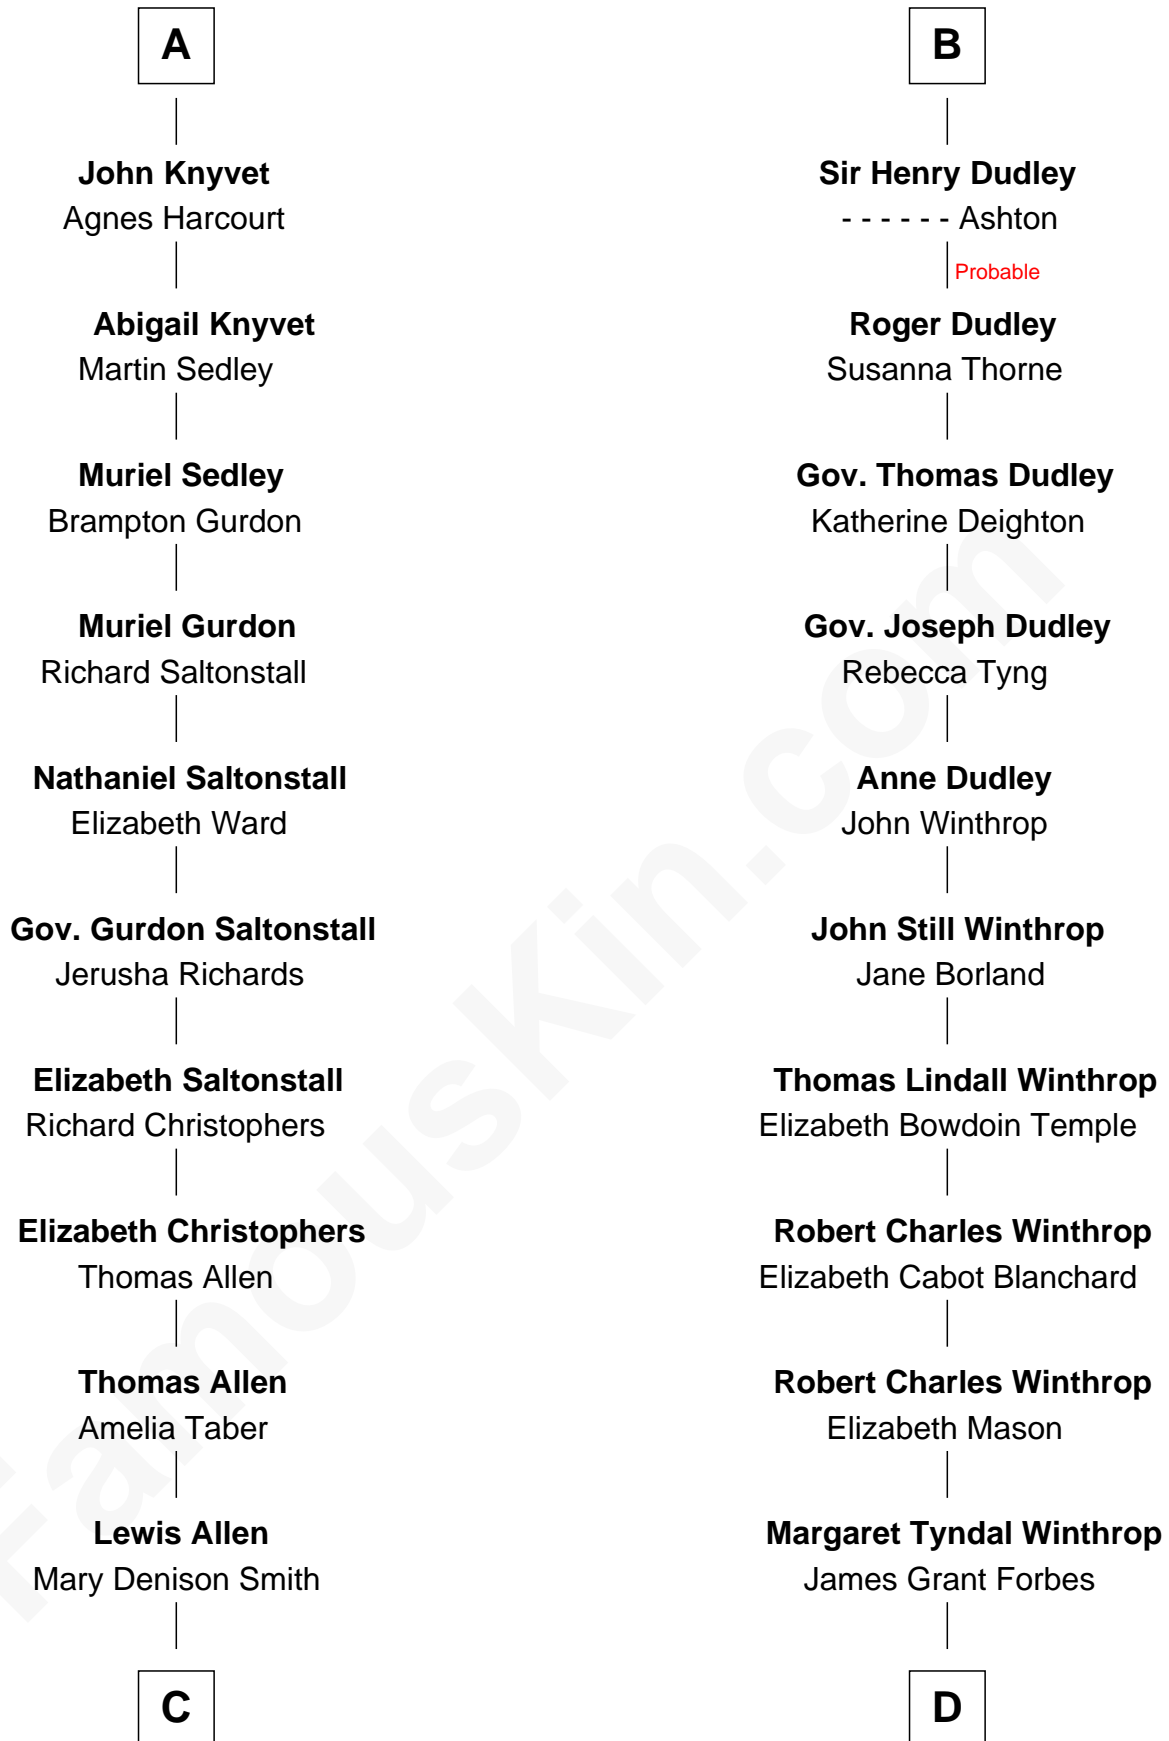 A
John Knyvet
Agnes Harcourt
Abigail Knyvet
Martin Sedley
Muriel Sedley
Brampton Gurdon
Muriel Gurdon
Richard Saltonstall
Nathaniel Saltonstall
Elizabeth Ward
Gov. Gurdon Saltonstall
Jerusha Richards
Elizabeth Saltonstall
Richard Christophers
Elizabeth Christophers
Thomas Allen
Thomas Allen
Amelia Taber
Lewis Allen
Mary Denison Smith
C
B
Sir Henry Dudley
- - - - - - Ashton
Probable
Roger Dudley
Susanna Thorne
Gov. Thomas Dudley
Katherine Deighton
Gov. Joseph Dudley
Rebecca Tyng
Anne Dudley
John Winthrop
John Still Winthrop
Jane Borland
Thomas Lindall Winthrop
Elizabeth Bowdoin Temple
Robert Charles Winthrop
Elizabeth Cabot Blanchard
Robert Charles Winthrop
Elizabeth Mason
Margaret Tyndal Winthrop
James Grant Forbes
D
FamousKin.com